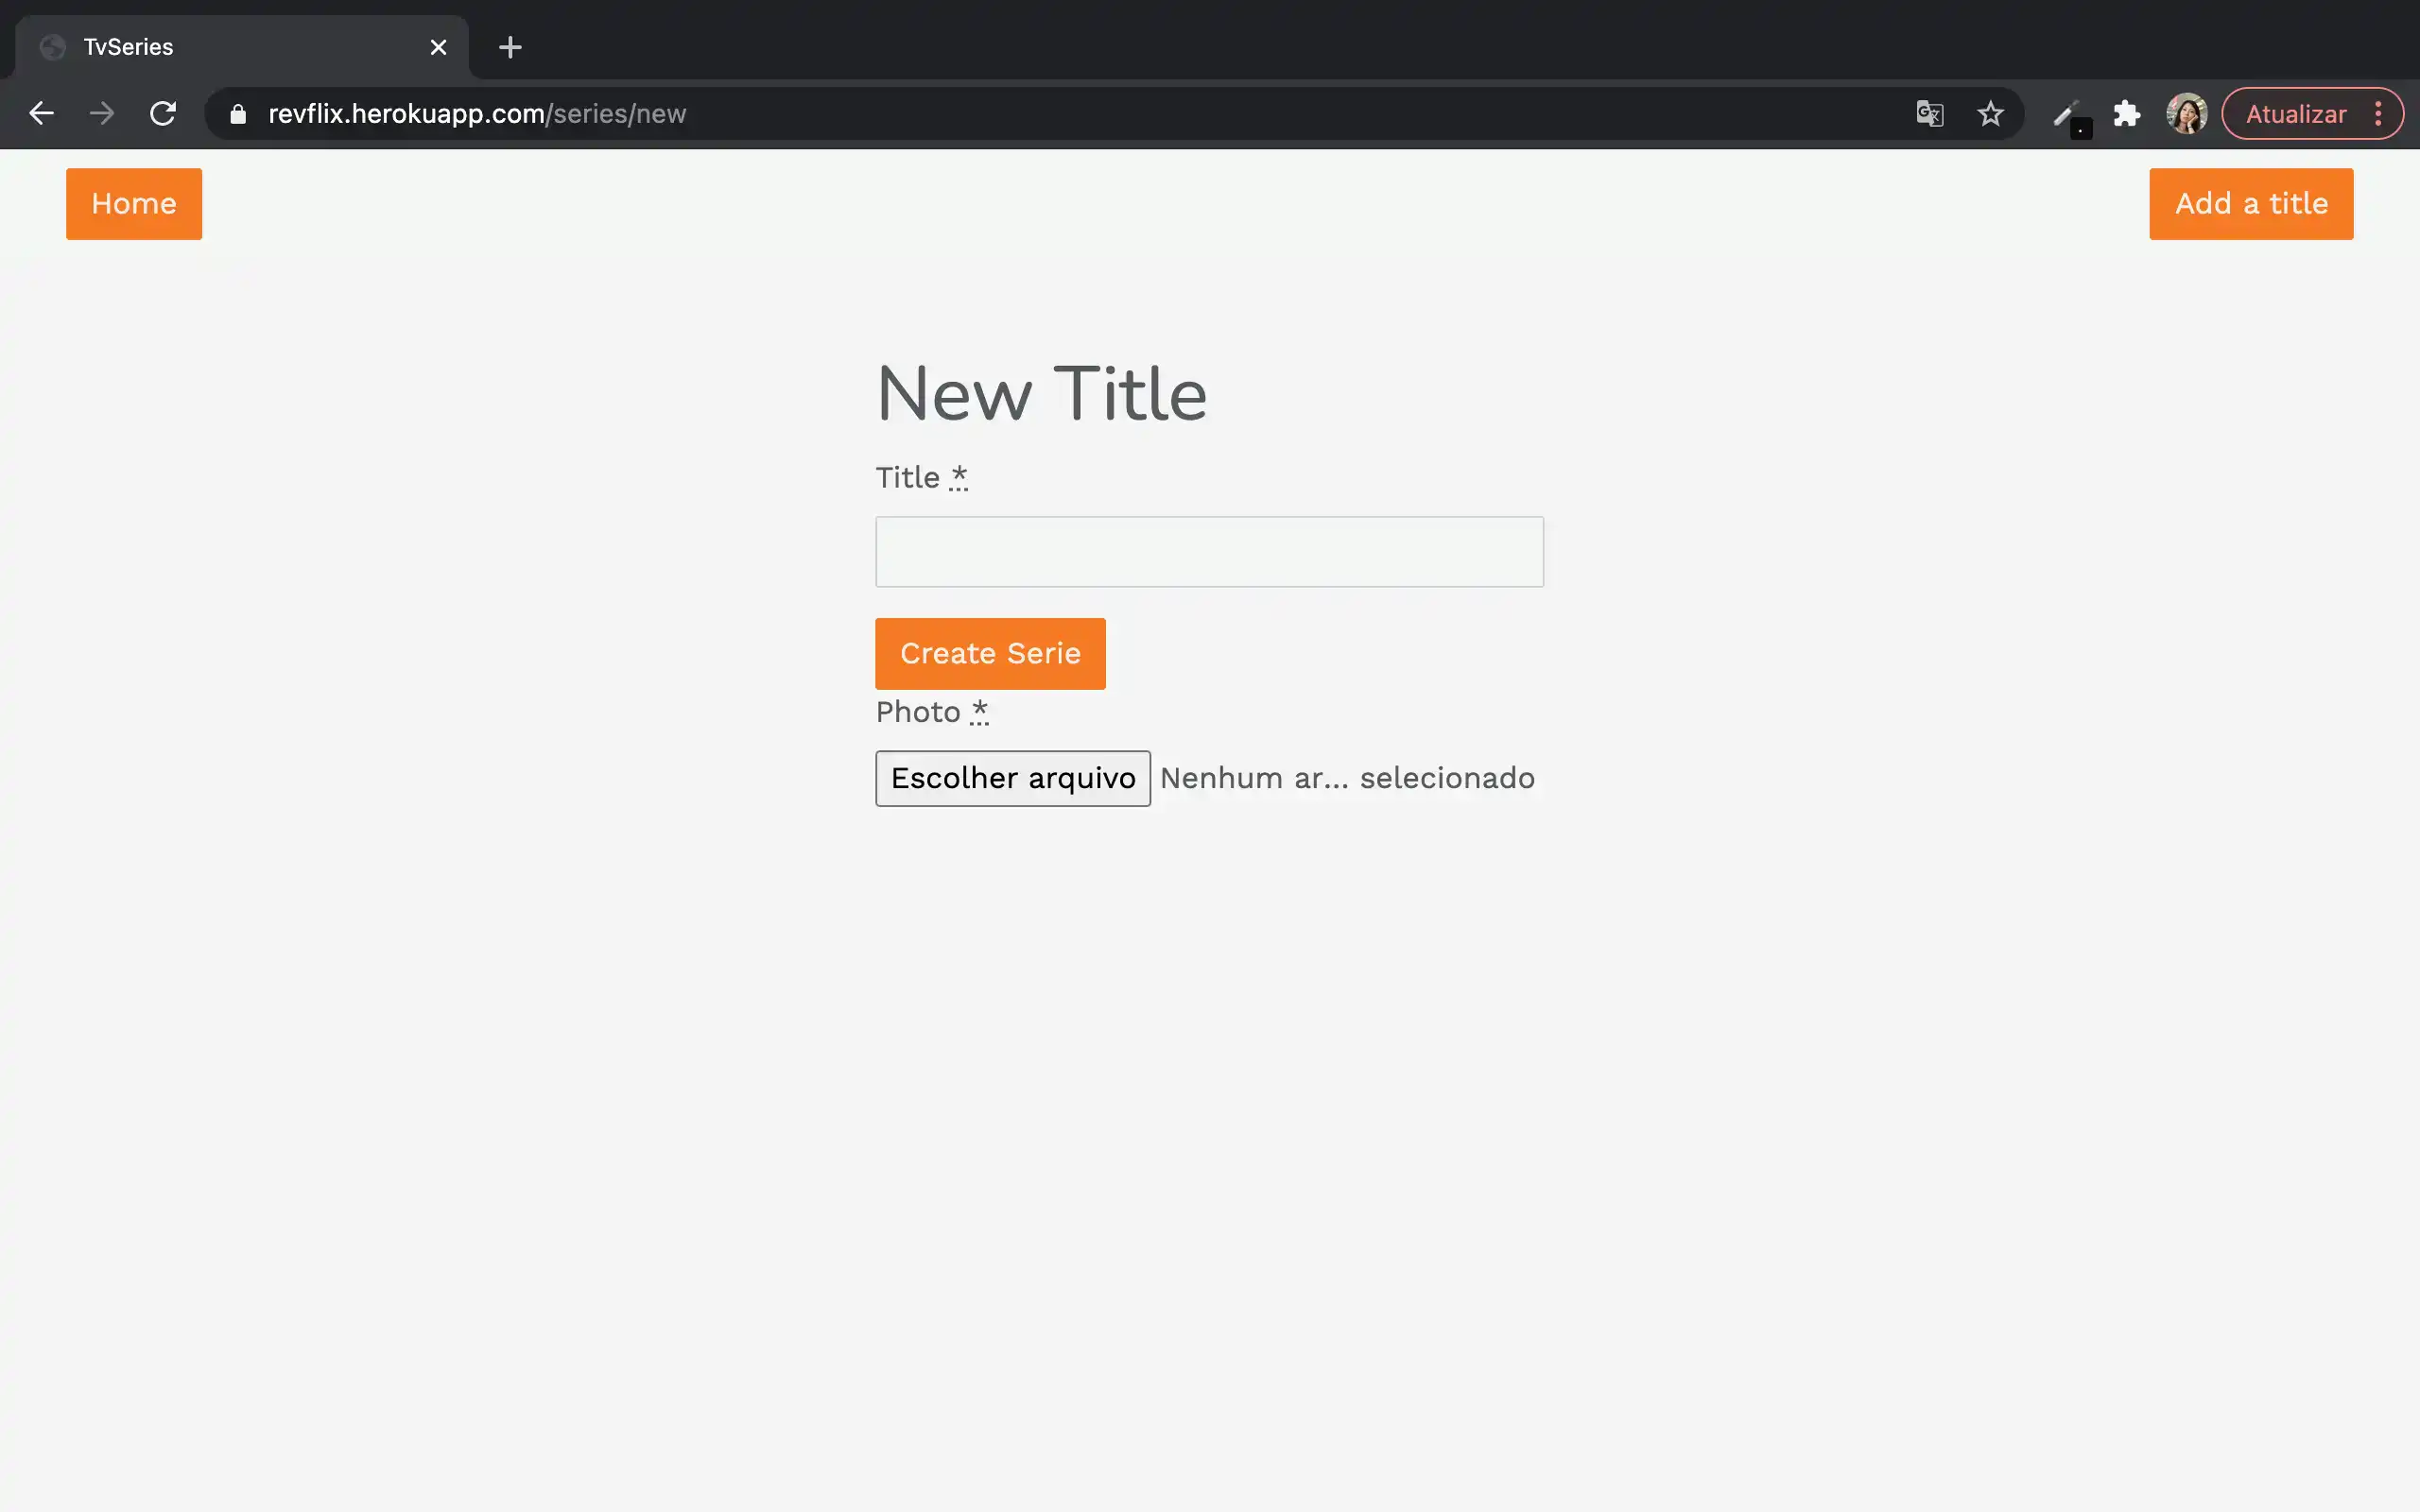 TvSeries
revflix.herokuapp.com/series/new
Atualizar
Home
Add a title
New Title
Title *
Create Serie
Photo *
Escolher arquivo Nenhum ar... selecionado